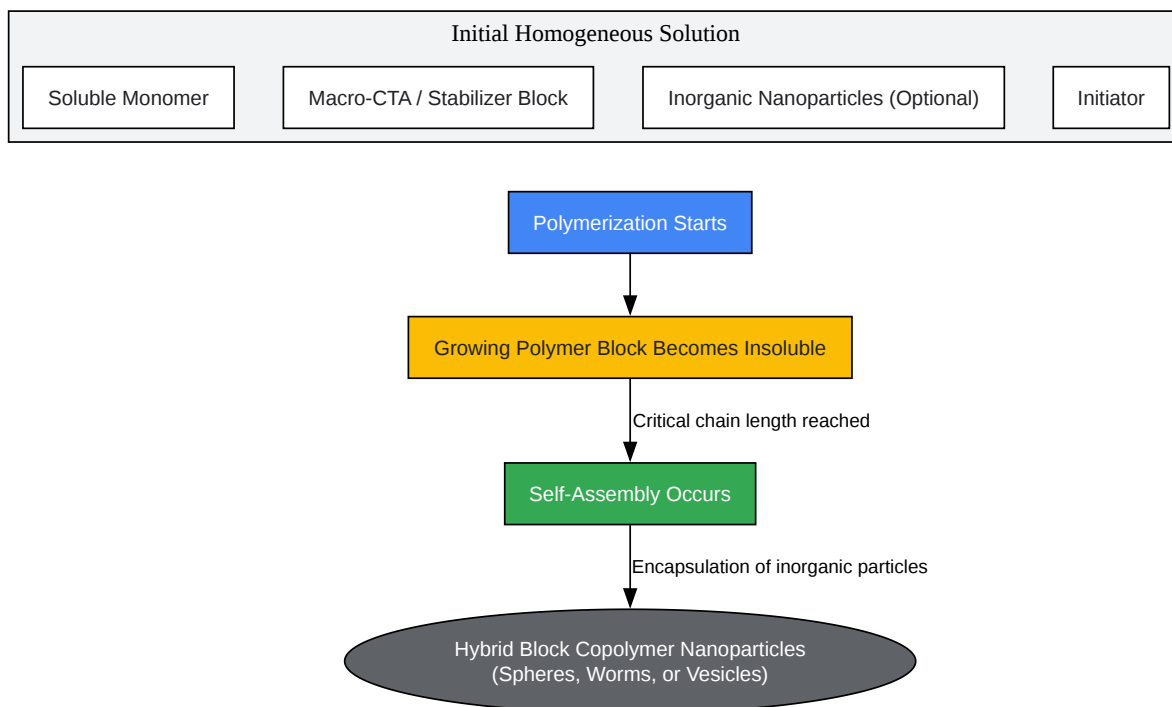 Initial Homogeneous Solution
Soluble Monomer
Macro-CTA / Stabilizer Block
Inorganic Nanoparticles (Optional)
Initiator
Polymerization Starts
Growing Polymer Block Becomes Insoluble
Critical chain length reached
Self-Assembly Occurs
Encapsulation of inorganic particles
Hybrid Block Copolymer Nanoparticles
(Spheres, Worms, or Vesicles)